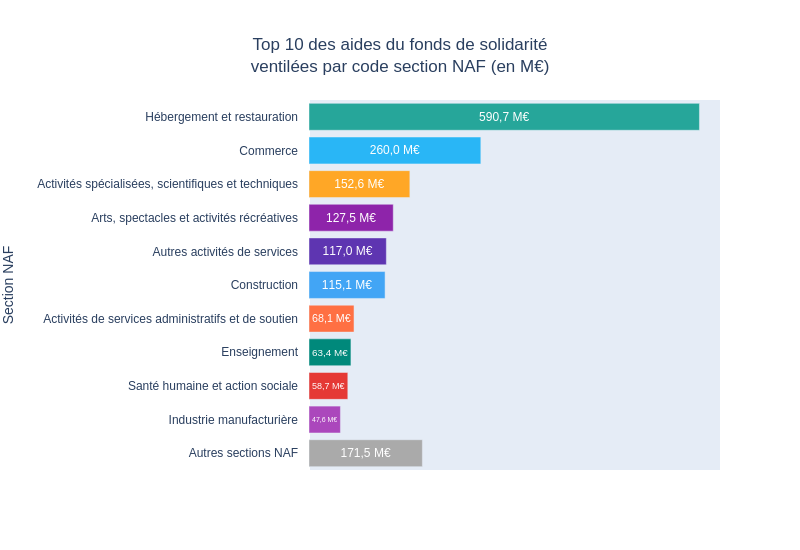 Top 10 des aides du fonds de solidarité
ventilées par code section NAF (en M€)
Section NAF
Hébergement et restauration 590,7 M€
Commerce 260,0 M€
Activités spécialisées, scientifiques et techniques 152,6 M€
Arts, spectacles et activités récréatives 127,5 M€
Autres activités de services 117,0 M€
Construction 115,1 M€
Activités de services administratifs et de soutien 68,1 M€
Enseignement 63,4 M€
Santé humaine et action sociale 58,7 M€
Industrie manufacturière 47,6 M€
Autres sections NAF 171,5 M€